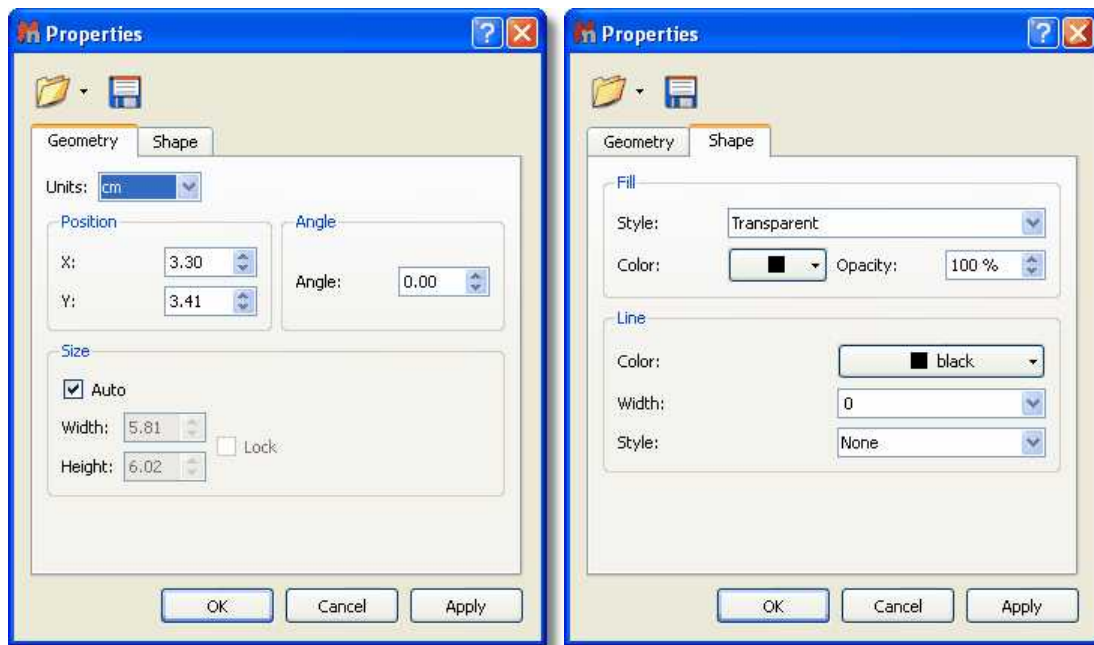 Properties
Geometry Shape
Units: cm
Position
X: 3.30
Y: 3.41
Angle
Angle: 0.00
Size
Auto
Width: 5.81
Height: 6.02
Lock
OK Cancel Apply
Properties
Geometry Shape
Fill
Style: Transparent
Color: Opacity: 100 %
Line
Color: black
Width: 0
Style: None
OK Cancel Apply